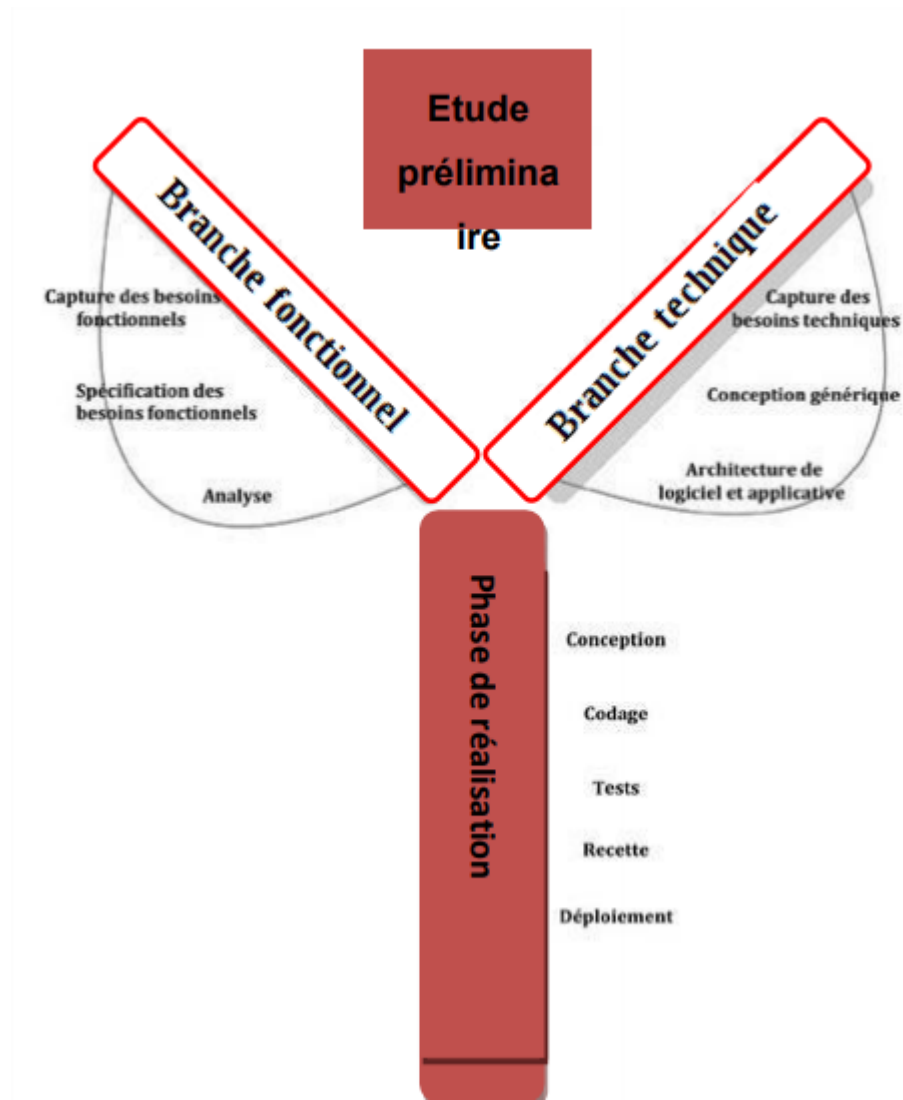 Etude
prélimina
ire
Branche fonctionnel
Capture des besoins
fonctionnels
Spécification des
besoins fonctionnels
Analyse
Branche technique
Capture des
besoins techniques
Conception générique
Architecture de
logiciel et applicative
Phase de réalisation
Conception
Codage
Tests
Recette
Déploiement